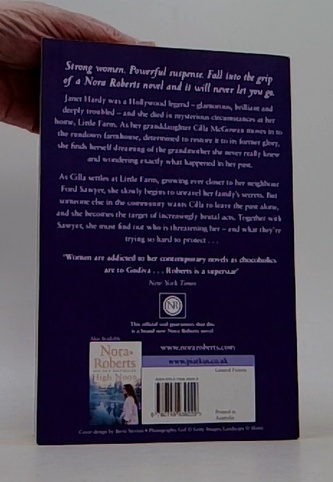 Strong women. Powerful suspense. Fall into the grip
of a Nora Roberts novel and it will never let you go.
Janet Hardy was a Hollywood legend – glamorous, brilliant and
deeply troubled – and she died in mysterious circumstances at her
home, Little Farm. As her granddaughter Cilla McGowan moves in to
the rundown farmhouse, determined to restore it to its former glory,
she finds herself dreaming of the grandmother she never really knew
and wondering exactly what happened in her past.
As Cilla settles at Little Farm, growing ever closer to her neighbour
Ford Sawyer, she slowly begins to unravel her family's secrets. But
someone else in the community wants Cilla to leave the past alone,
and she becomes the target of increasingly brutal acts. Together with
Sawyer, she must find out who is threatening her – and what they're
trying so hard to protect . . .
'Women are addicted to her contemporary novels as chocoholics
are to Godiva . . . Roberts is a superstar'
New York Times
NR
This official seal guarantees that this
is a brand new Nora Roberts novel
Also Available
Nora
Roberts
High Noon
www.noraroberts.com
www.piatkus.co.uk
General Fiction
Printed in
Australia
Cover design by